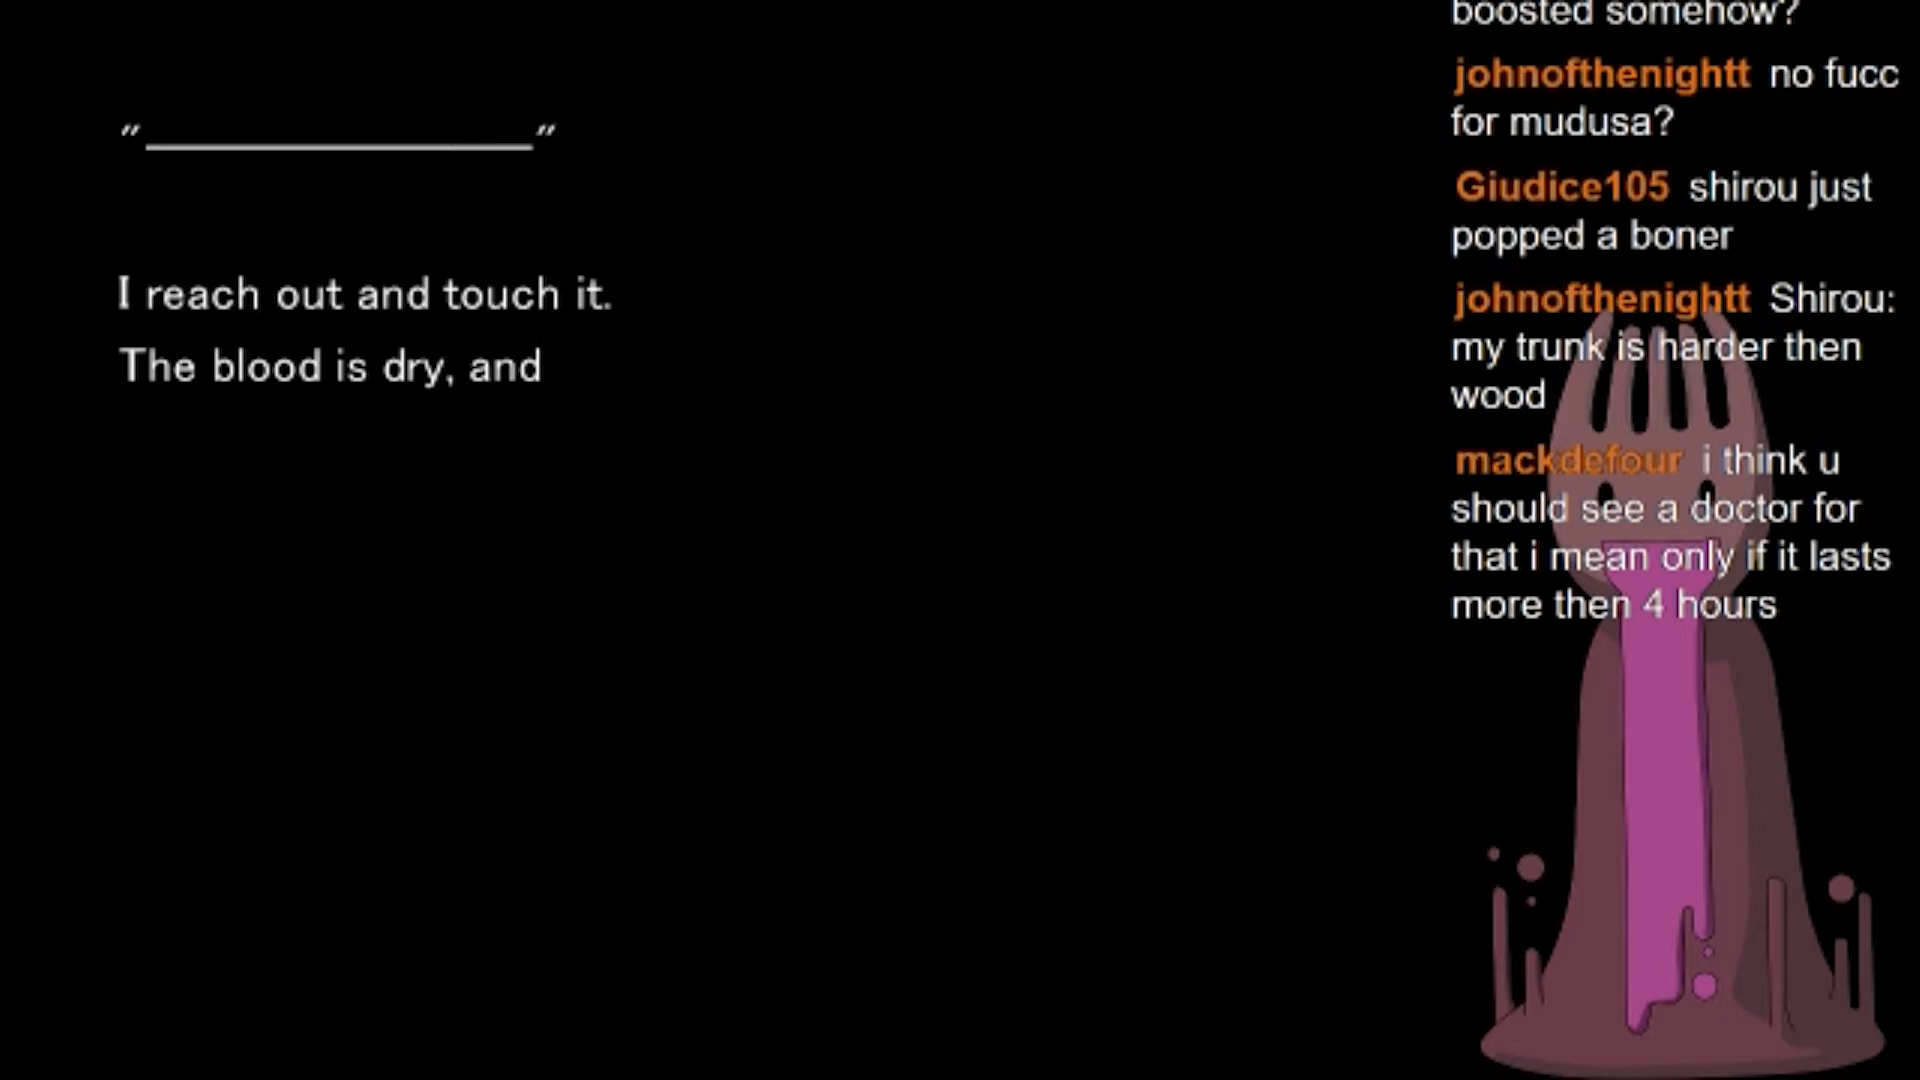 "___________"
I reach out and touch it.
The blood is dry, and
boosted somehow?
johnofthenightt no fucc
for mudusa?
Giudice105 shirou just
popped a boner
johnofthenightt Shirou:
my trunk is harder then
wood
mackdefour i think u
should see a doctor for
that i mean only if it lasts
more then 4 hours